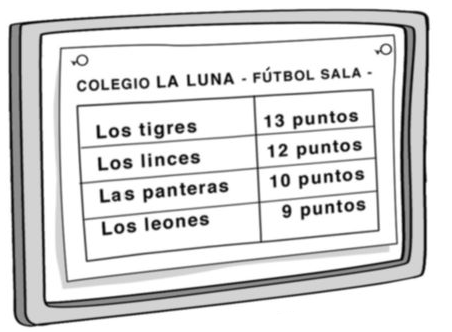 COLEGIO LA LUNA - FÚTBOL SALA -
Los tigres 13 puntos
Los linces 12 puntos
Las panteras 10 puntos
Los leones 9 puntos